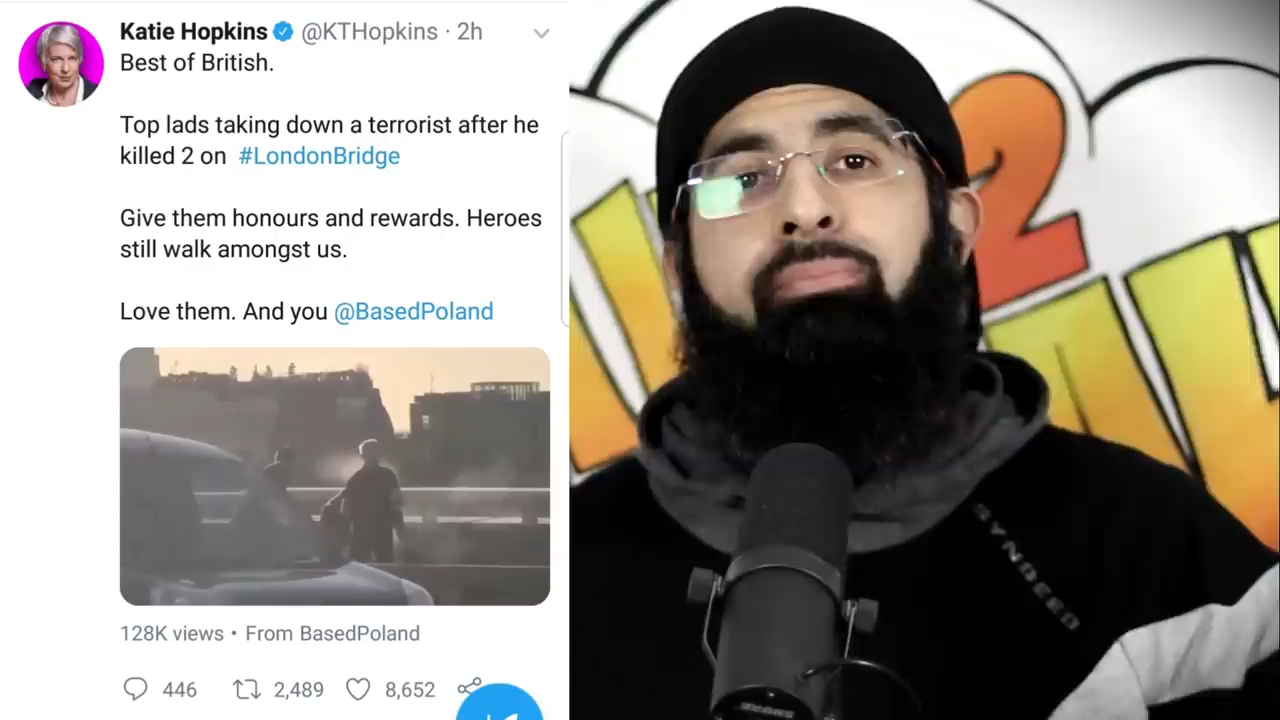 Katie Hopkins @KTHopkins · 2h
Best of British.
Top lads taking down a terrorist after he
killed 2 on #LondonBridge
Give them honours and rewards. Heroes
still walk amongst us.
Love them. And you @BasedPoland
128K views • From BasedPoland
446 2,489 8,652
2
SYNDEED